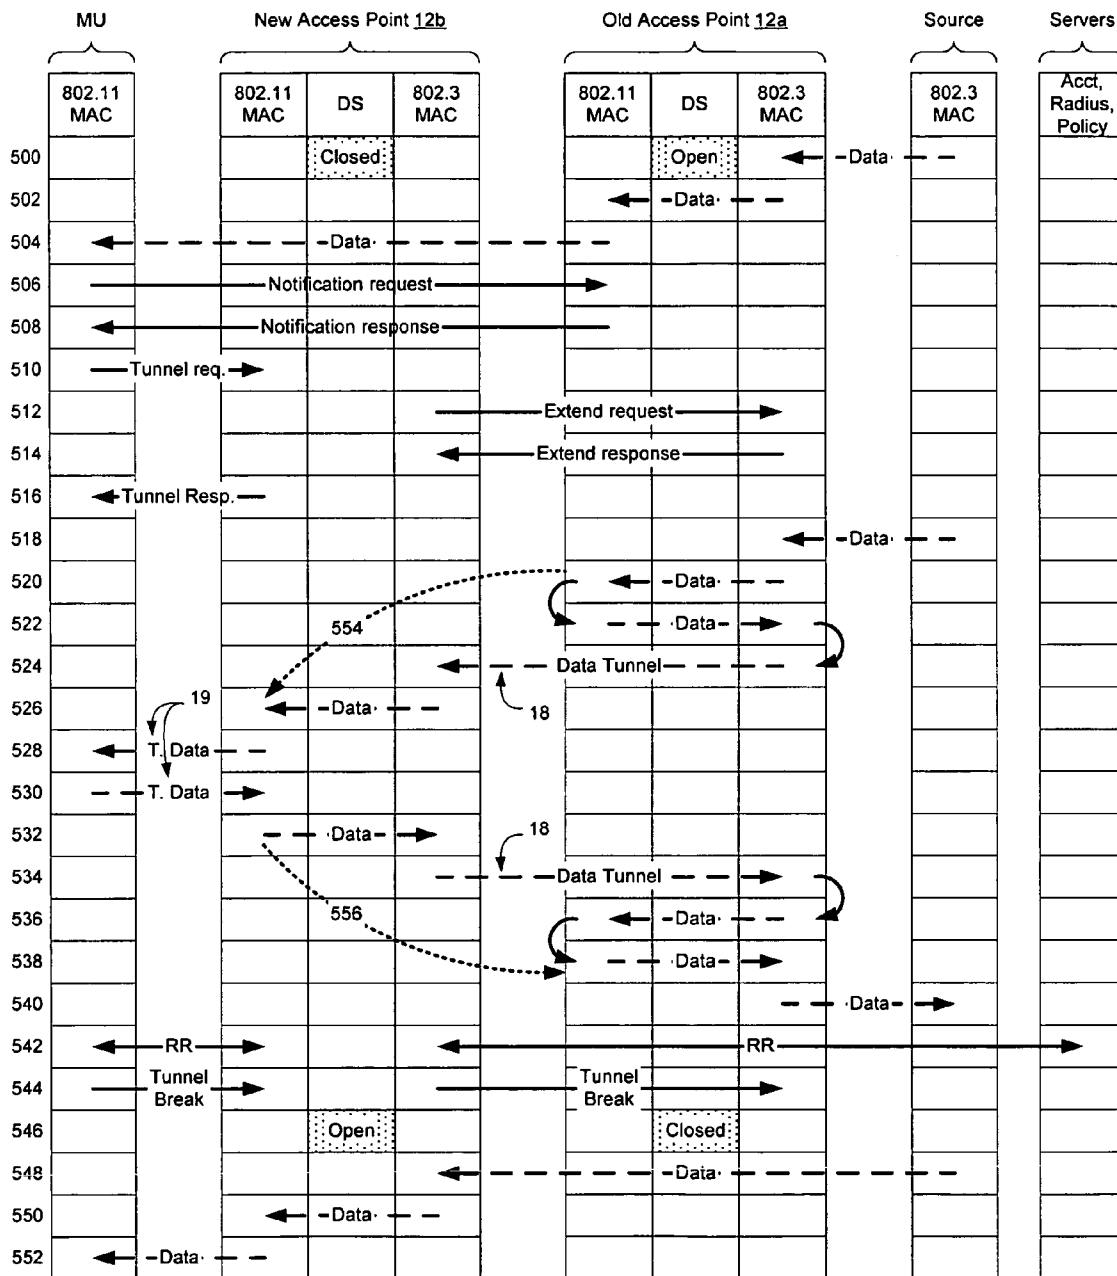 MU New Access Point 12b Old Access Point 12a Source Servers
802.11 MAC 802.11 MAC DS 802.3 MAC 802.11 MAC DS 802.3 MAC 802.3 MAC Acct, Radius, Policy
500 Closed Open Data
502 Data
504 Data
506 Notification request
508 Notification response
510 Tunnel req.
512 Extend request
514 Extend response
516 Tunnel Resp.
518 Data
520 Data
522 554 Data
524 Data Tunnel
526 19 Data 18
528 T. Data
530 T. Data
532 Data 18
534 Data Tunnel
536 556 Data
538 Data
540 Data
542 RR RR
544 Tunnel Break Tunnel Break
546 Open Closed
548 Data
550 Data
552 Data